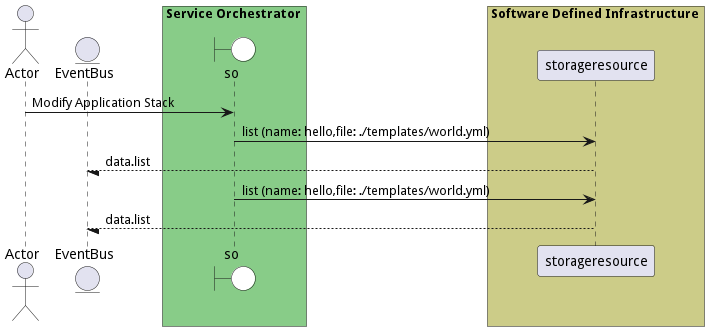 Service Orchestrator
Software Defined Infrastructure
Actor
EventBus
so
storageresource
Modify Application Stack
list (name: hello,file: ./templates/world.yml)
data.list
list (name: hello,file: ./templates/world.yml)
data.list
Actor
EventBus
so
storageresource